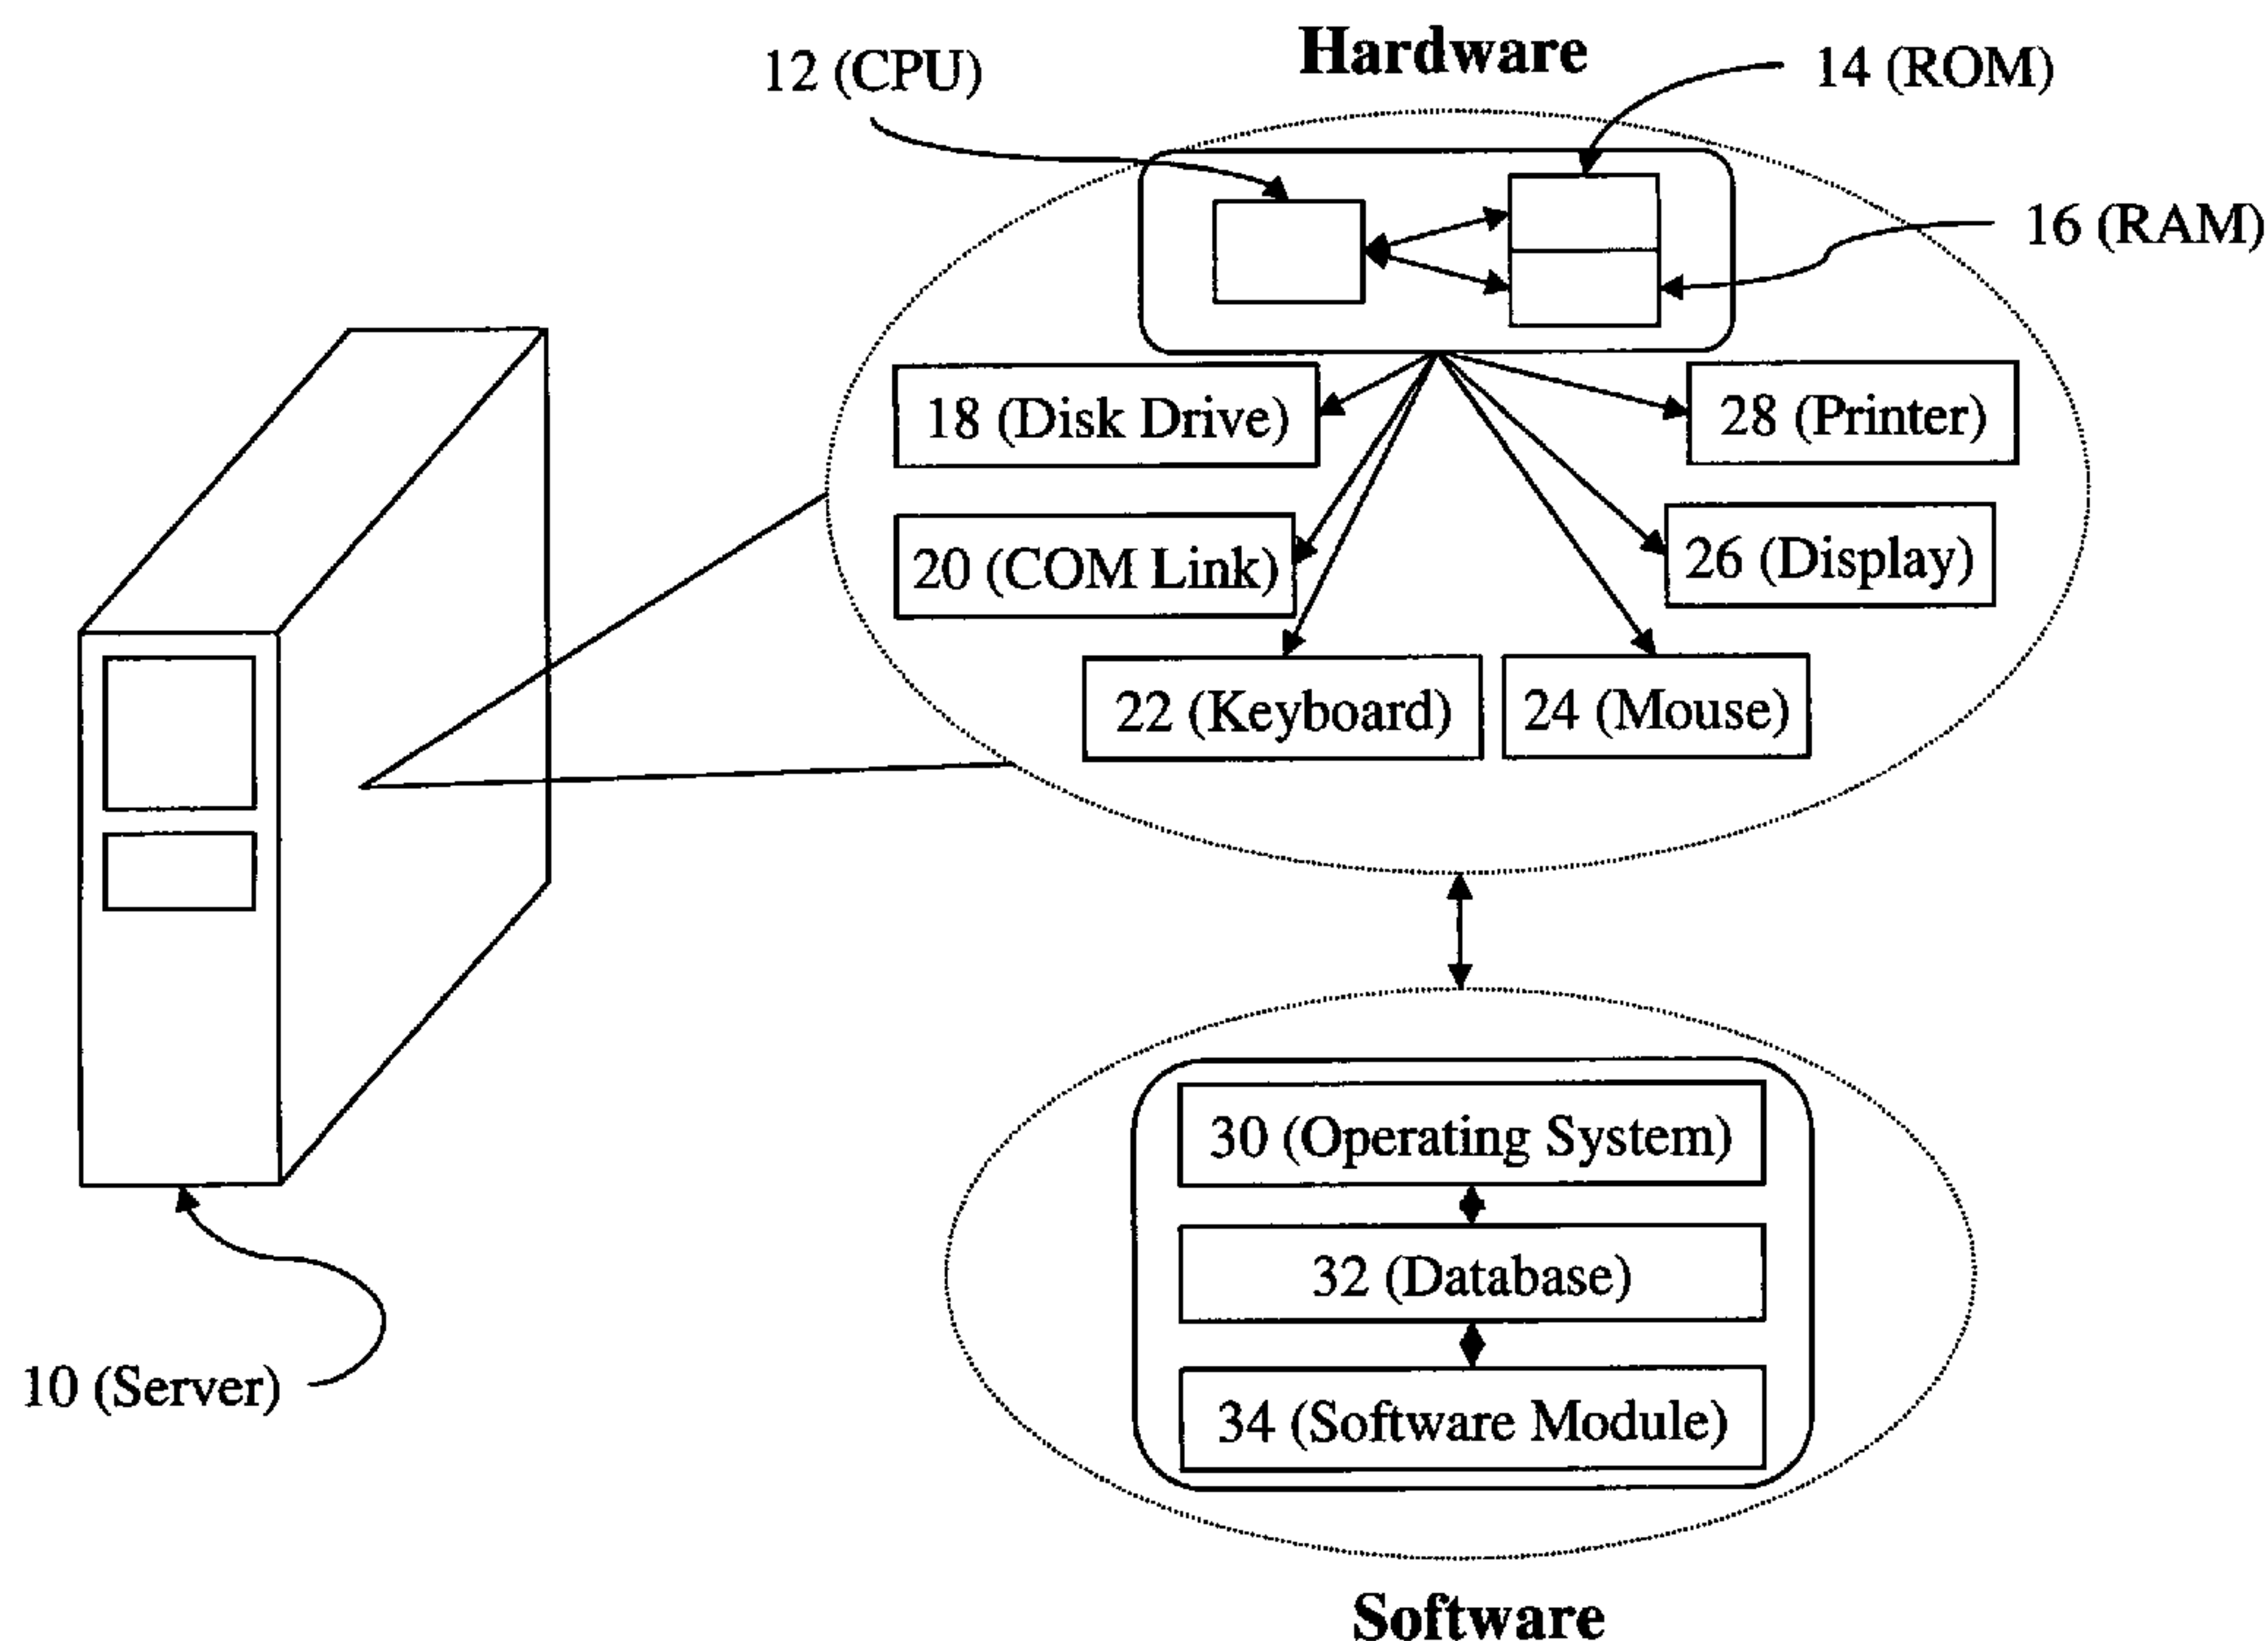 Hardware
12 (CPU)
14 (ROM)
16 (RAM)
18 (Disk Drive)
28 (Printer)
20 (COM Link)
26 (Display)
22 (Keyboard)
24 (Mouse)
30 (Operating System)
32 (Database)
10 (Server)
34 (Software Module)
Software